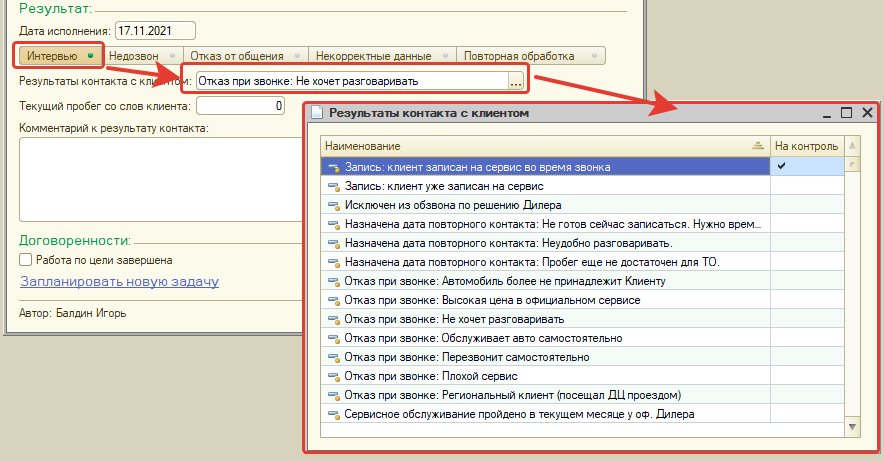 Результат:
Дата исполнения: 17.11.2021
Интервью Недозвон Отказ от общения Некорректные данные Повторная обработка
Результаты контакта с клиентом: Отказ при звонке: Не хочет разговаривать ...
Текущий пробег со слов клиента: 0
Комментарий к результату контакта:
Договоренности:
Работа по цели завершена
Запланировать новую задачу
Автор: Балдин Игорь
Результаты контакта с клиентом
Наименование На контроль
Запись: клиент записан на сервис во время звонка
Запись: клиент уже записан на сервис
Исключен из обзвона по решению Дилера
Назначена дата повторного контакта: Не готов сейчас записаться. Нужно врем...
Назначена дата повторного контакта: Неудобно разговаривать.
Назначена дата повторного контакта: Пробег еще не достаточен для ТО.
Отказ при звонке: Автомобиль более не принадлежит Клиенту
Отказ при звонке: Высокая цена в официальном сервисе
Отказ при звонке: Не хочет разговаривать
Отказ при звонке: Обслуживает авто самостоятельно
Отказ при звонке: Перезвонит самостоятельно
Отказ при звонке: Плохой сервис
Отказ при звонке: Региональный клиент (посещал ДЦ проездом)
Сервисное обслуживание пройдено в текущем месяце у оф. Дилера